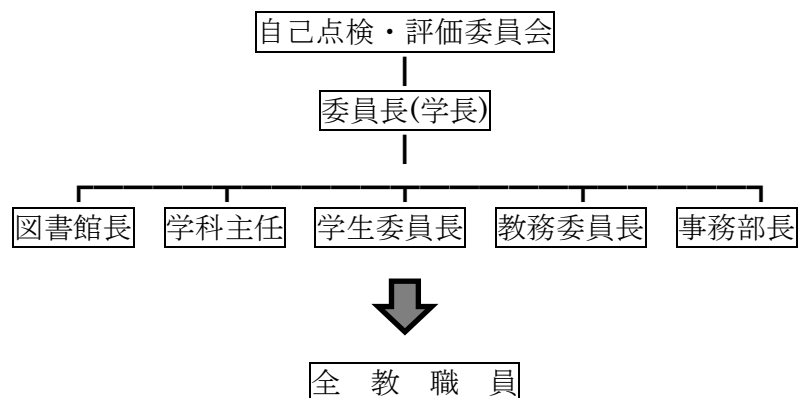 自己点検・評価委員会
委員長(学長)
図書館長 学科主任 学生委員長 教務委員長 事務部長
全 教 職 員